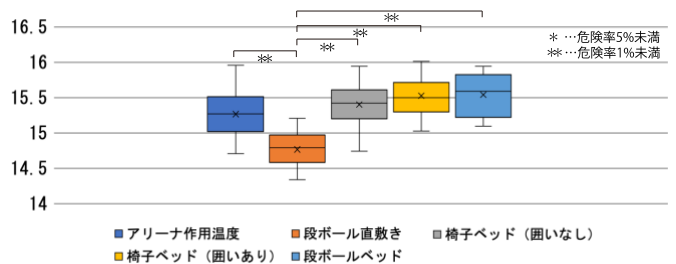 16.5
16
15.5
15
14.5
14
**
**
**
**
* …危険率5%未満
** …危険率1%未満
アリーナ作用温度
段ボール直敷き
椅子ベッド（囲いなし）
椅子ベッド（囲いあり）
段ボールベッド